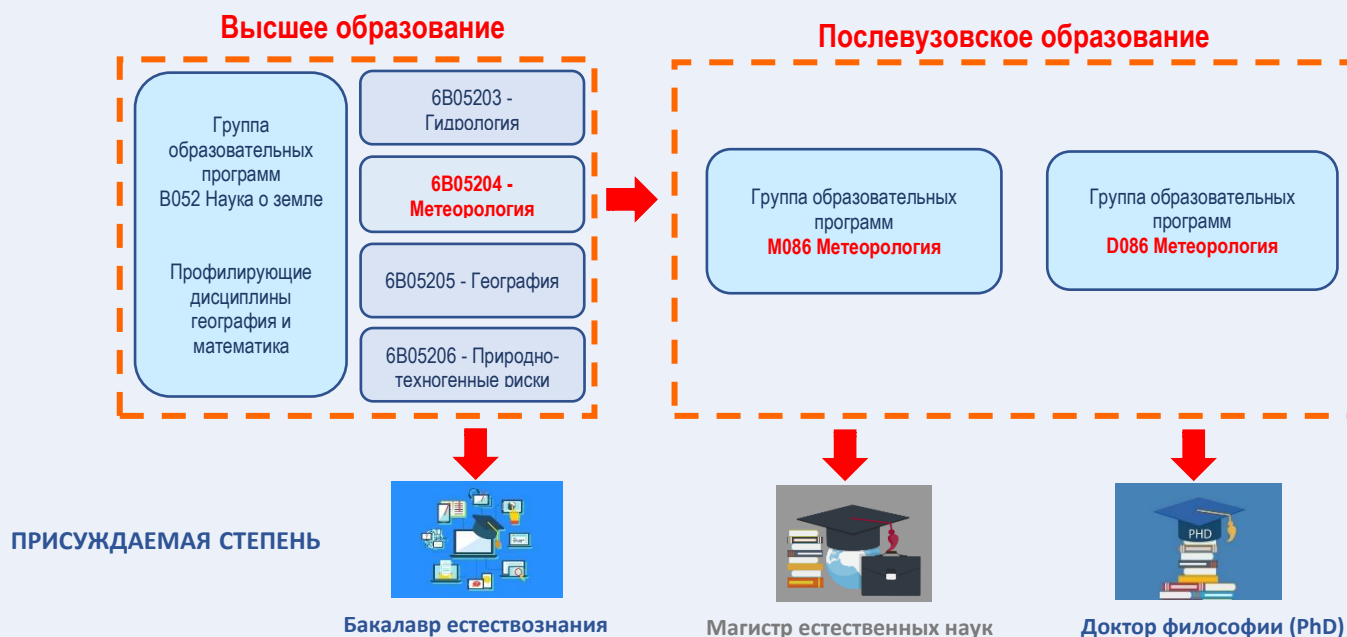 Высшее образование
Группа
образовательных
программ
В052 Наука о земле
Профилирующие
дисциплины
география и
математика
6В05203 -
Гидрология
6В05204 -
Метеорология
6В05205 - География
6В05206 - Природно-
техногенные риски
Послевузовское образование
Группа образовательных
программ
М086 Метеорология
Группа образовательных
программ
D086 Метеорология
ПРИСУЖДАЕМАЯ СТЕПЕНЬ
Бакалавр естествознания
Магистр естественных наук
PHD
Доктор философии (PhD)